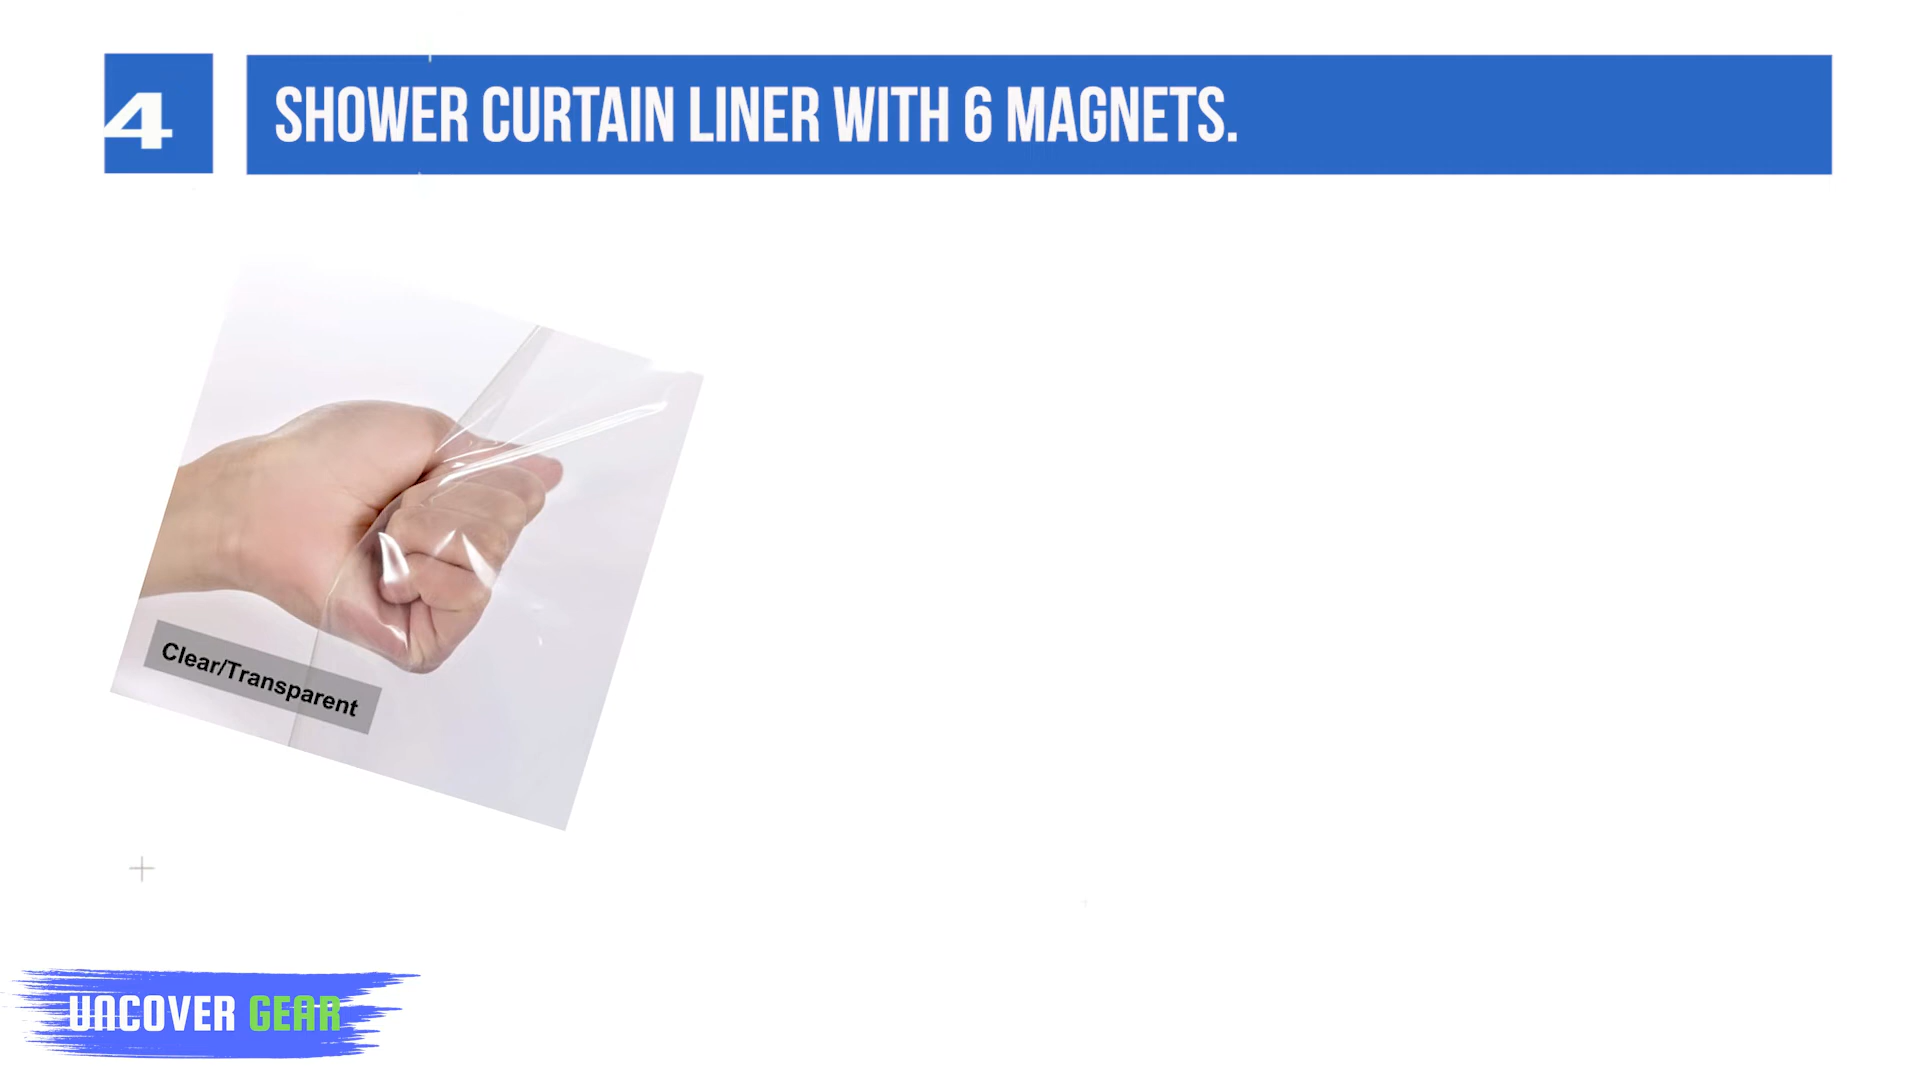 4
SHOWER CURTAIN LINER WITH 6 MAGNETS.
Clear/Transparent
UNCOVER GEAR